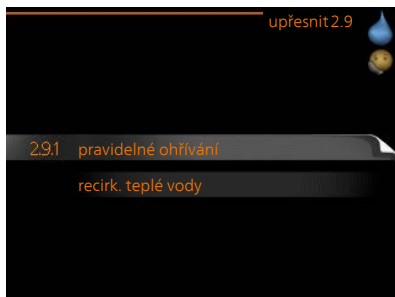 upřesnit 2.9
2.9.1 pravidelné ohřívání
recirk. teplé vody